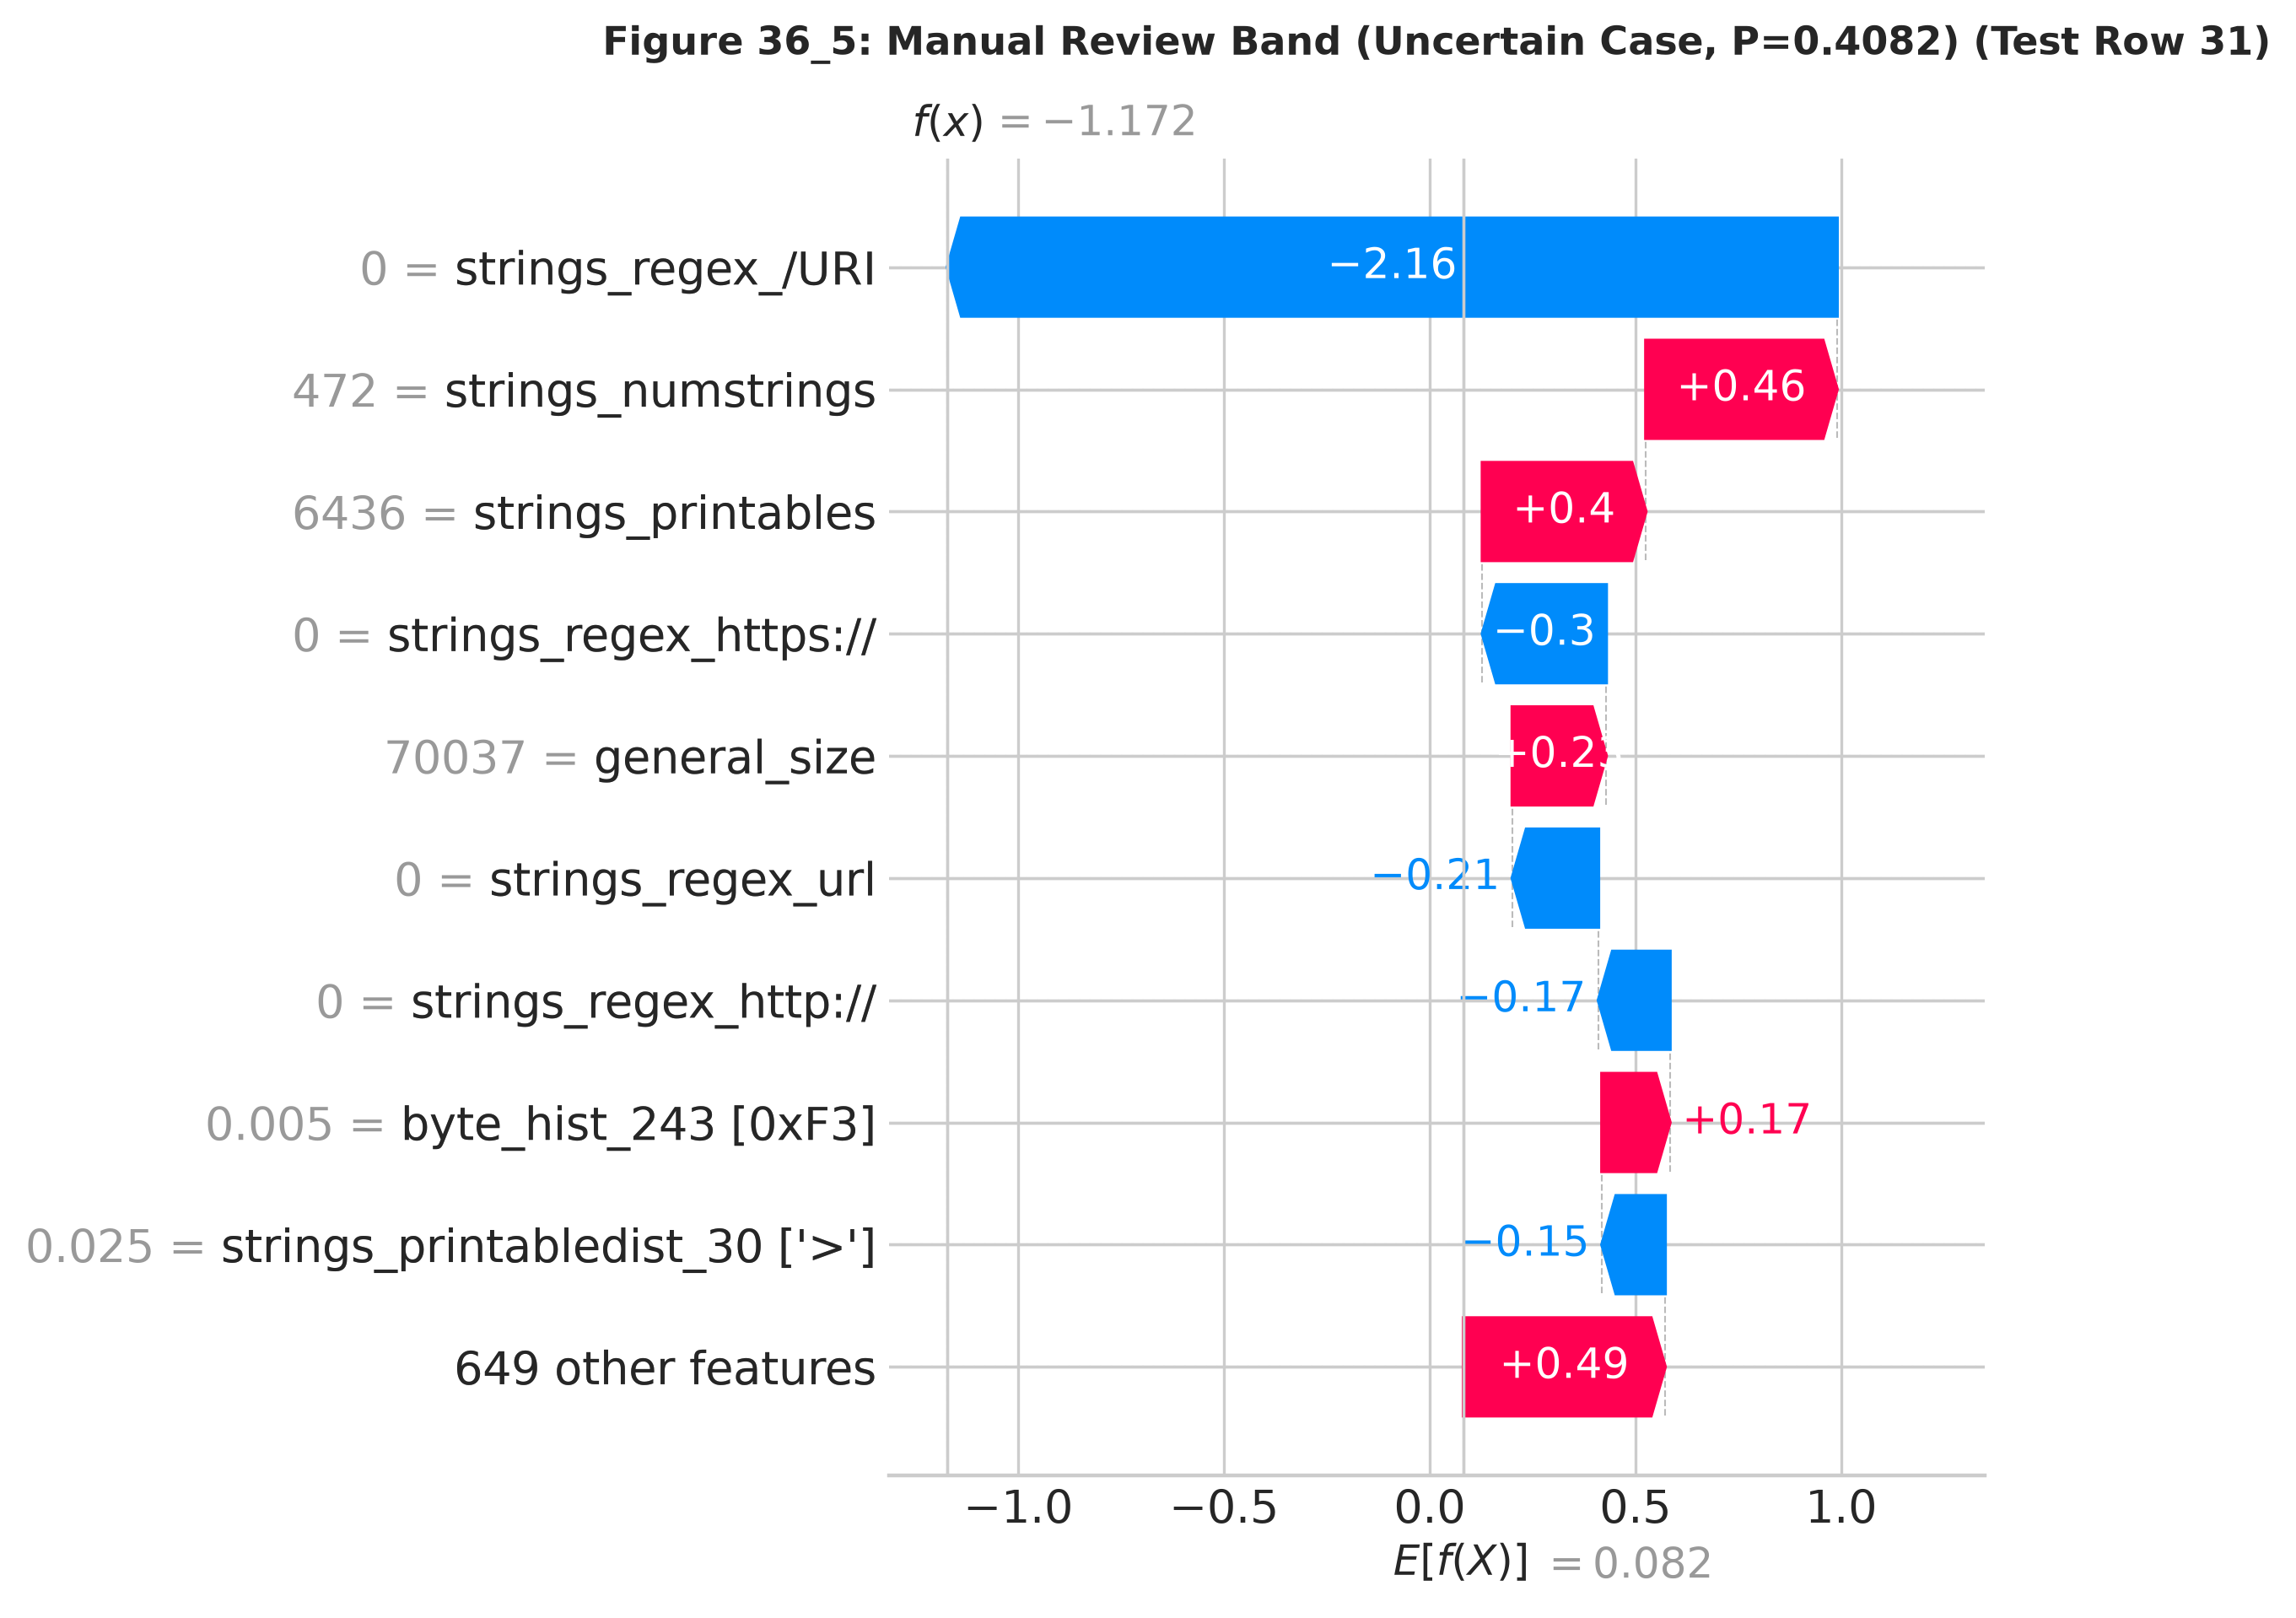 Figure 36_5: Manual Review Band (Uncertain Case, P=0.4082) (Test Row 31)
f(x) = −1.172
0 = strings_regex_/URI
−2.16
472 = strings_numstrings
+0.46
6436 = strings_printables
+0.4
0 = strings_regex_https://
−0.3
70037 = general_size
0 = strings_regex_url
−0.21
0 = strings_regex_http://
−0.17
0.005 = byte_hist_243 [0xF3]
+0.17
0.025 = strings_printabledist_30 ['>']
−0.15
649 other features
+0.49
−1.0 −0.5 0.0 0.5 1.0
E[f(X)] = 0.082